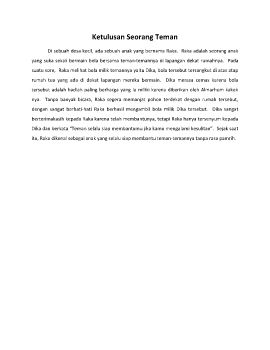 Ketulusan Seorang Teman
Di sebuah desa kecil, ada sebuah anak yang bernama Raka. Raka adalah seorang anak
yang suka sekali bermain bola bersama teman-temannya di lapangan dekat rumahnya. Pada
suatu sore, Raka melihat bola milik temannya yaitu Dika, bola tersebut tersangkut di atas atap
rumah tua yang ada di dekat lapangan mereka bermain. Dika merasa cemas karena bola
tersebut adalah hadiah paling berharga yang ia miliki karena diberikan oleh Almarhum kakek
nya. Tanpa banyak bicara, Raka segera memanjat pohon terdekat dengan rumah tersebut,
dengan sangat berhati-hati Raka berhasil mengambil bola milik Dika tersebut. Dika sangat
berterimakasih kepada Raka karena telah membantunya, tetapi Raka hanya tersenyum kepada
Dika dan berkata "Teman selalu siap membantumu jika kamu mengalami kesulitan". Sejak saat
itu, Raka dikenal sebagai anak yang selalu siap membantu teman-temannya tanpa rasa pamrih.